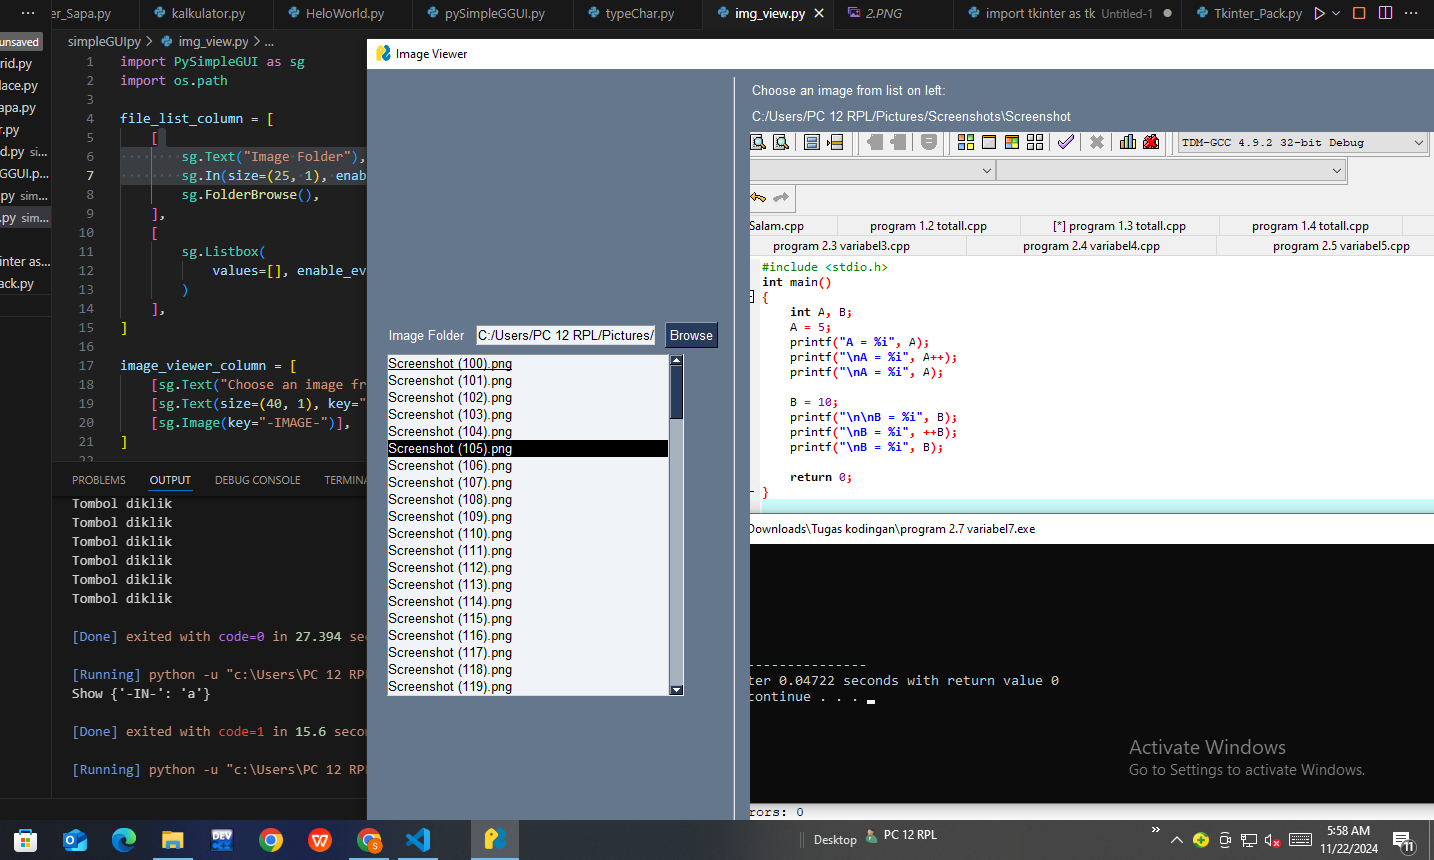 er_Sapa.py
kalkulator.py
HeloWorld.py
pySimpleGGUI.py
typeChar.py
img_view.py
2.PNG
import tkinter as tk Untitled-1
Tkinter_Pack.py
unsaved
rid.py
lace.py
apa.py
r.py
d.py si...
GGUI.p...
.py sim...
.py sim...
inter as...
ack.py
simpleGUIpy > img_view.py > ...
1 import PySimpleGUI as sg
2 import os.path
3
4 file_list_column = [
5 [
6 sg.Text("Image Folder"),
7 sg.In(size=(25, 1), enab
8 sg.FolderBrowse(),
9 ],
10 [
11 sg.Listbox(
12 values=[], enable_ev
13 )
14 ],
15 ]
16
17 image_viewer_column = [
18 [sg.Text("Choose an image fr
19 [sg.Text(size=(40, 1), key="
20 [sg.Image(key="-IMAGE-")],
21 ]
22
PROBLEMS OUTPUT DEBUG CONSOLE TERMINA
Tombol diklik
Tombol diklik
Tombol diklik
Tombol diklik
Tombol diklik
Tombol diklik
[Done] exited with code=0 in 27.394 sec
[Running] python -u "c:\Users\PC 12 RPL
Show {'-IN-': 'a'}
[Done] exited with code=1 in 15.6 secon
[Running] python -u "c:\Users\PC 12 RPL
Image Viewer
Image Folder C:/Users/PC 12 RPL/Pictures/ Browse
Screenshot (100).png
Screenshot (101).png
Screenshot (102).png
Screenshot (103).png
Screenshot (104).png
Screenshot (105).png
Screenshot (106).png
Screenshot (107).png
Screenshot (108).png
Screenshot (109).png
Screenshot (110).png
Screenshot (111).png
Screenshot (112).png
Screenshot (113).png
Screenshot (114).png
Screenshot (115).png
Screenshot (116).png
Screenshot (117).png
Screenshot (118).png
Screenshot (119).png
Choose an image from list on left:
C:/Users/PC 12 RPL/Pictures/Screenshots\Screenshot
TDM-GCC 4.9.2 32-bit Debug
Salam.cpp program 1.2 totall.cpp [*] program 1.3 totall.cpp program 1.4 totall.cpp
program 2.3 variabel3.cpp program 2.4 variabel4.cpp program 2.5 variabel5.cpp
#include <stdio.h>
int main()
{
int A, B;
A = 5;
printf("A = %i", A);
printf("\nA = %i", A++);
printf("\nA = %i", A);
B = 10;
printf("\n\nB = %i", B);
printf("\nB = %i", ++B);
printf("\nB = %i", B);
return 0;
}
Downloads\Tugas kodingan\program 2.7 variabel7.exe
---------------
ter 0.04722 seconds with return value 0
continue . . .
Activate Windows
Go to Settings to activate Windows.
rors: 0
DEV
C++
W
S
Desktop
PC 12 RPL
»
5:58 AM
11/22/2024
11